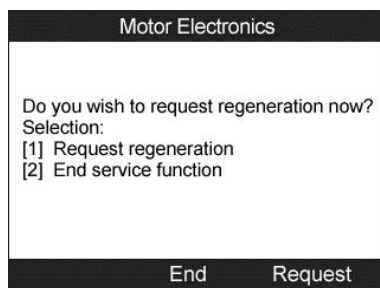 Motor Electronics
Do you wish to request regeneration now?
Selection:
[1] Request regeneration
[2] End service function
End Request